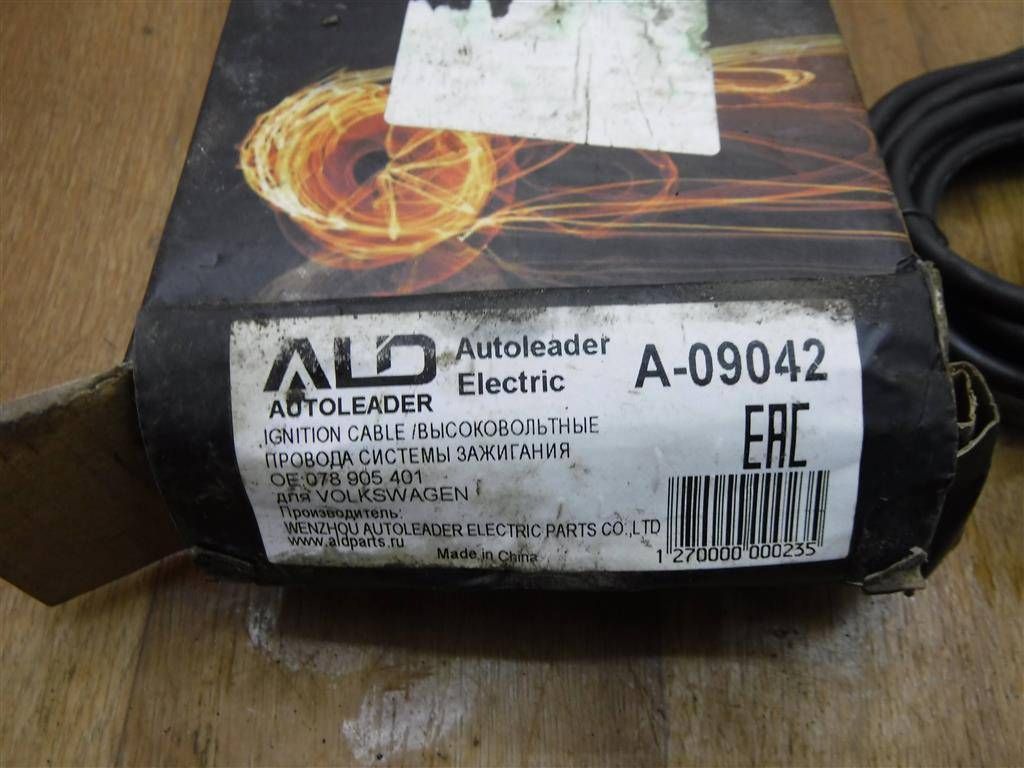 ALD
AUTOLEADER
Autoleader
Electric
A-09042
IGNITION CABLE /ВЫСОКОВОЛЬТНЫЕ
ПРОВОДА СИСТЕМЫ ЗАЖИГАНИЯ
OE:078 905 401
для VOLKSWAGEN
Производитель:
WENZHOU AUTOLEADER ELECTRIC PARTS CO.,LTD
www.aldparts.ru
Made in China
EAC
1 270000 000235